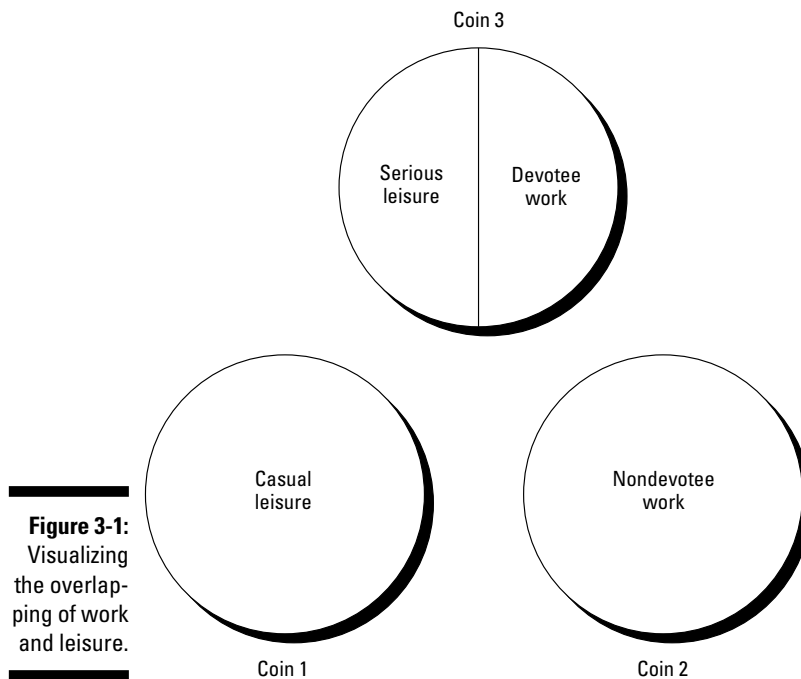 Coin 3
Serious
leisure
Devotee
work
Casual
leisure
Nondevotee
work
Figure 3-1:
Visualizing
the overlap-
ping of work
and leisure.
Coin 1
Coin 2